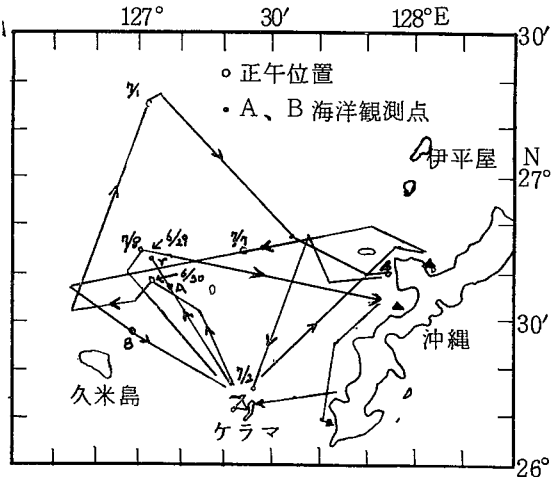 127° 30′ 128°E
30′
○ 正午位置
• A、B 海洋観測点
7/1
伊平屋
N
27°
7/8
6/29
7/7
6/30
A
30′
B
沖縄
久米島
7/2
ケラマ
26°